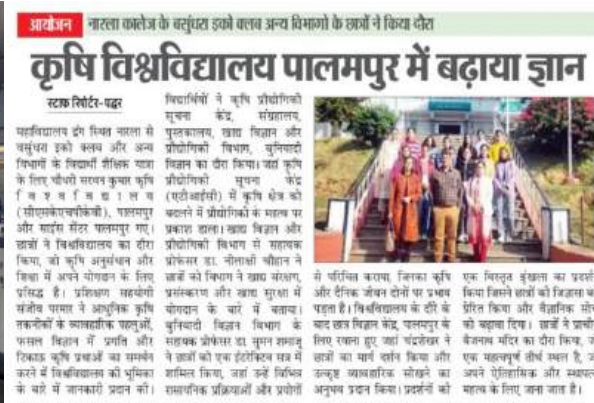 आयोजन नारला कालेज के वसुंधरा इको क्लब अन्य विभागों के छात्रों ने किया दौरा
कृषि विश्वविद्यालय पालमपुर में बढ़ाया ज्ञान
स्टाफ रिपोर्टर-पद्धर
महाविद्यालय द्रंग स्थित नारला से
वसुंधरा इको क्लब और अन्य
विभागों के विद्यार्थी शैक्षिक यात्रा
के लिए चौधरी सरवन कुमार कृषि
वि श्व वि द्या ल य
(सीएसकेएचपीकेवी), पालमपुर
और साइंस सेंटर पालमपुर गए।
छात्रों ने विश्वविद्यालय का दौरा
किया, जो कृषि अनुसंधान और
शिक्षा में अपने योगदान के लिए
प्रसिद्ध है। प्रशिक्षण सहयोगी
संजीव परमार ने आधुनिक कृषि
तकनीकों के व्यावहारिक पहलुओं,
फसल विज्ञान में प्रगति और
टिकाऊ कृषि प्रथाओं का समर्थन
करने में विश्वविद्यालय की भूमिका
के बारे में जानकारी प्रदान की।
विद्यार्थियों ने कृषि प्रौद्योगिकी
सूचना केंद्र, संग्रहालय,
पुस्तकालय, खाद्य विज्ञान और
प्रौद्योगिकी विभाग, बुनियादी
विज्ञान का दौरा किया। जहां कृषि
प्रौद्योगिकी सूचना केंद्र
(एटीआईसी) में कृषि क्षेत्र को
बदलने में प्रौद्योगिकी के महत्व पर
प्रकाश डाला। खाद्य विज्ञान और
प्रौद्योगिकी विभाग से सहायक
प्रोफेसर डा. नीलाक्षी चौहान ने
छात्रों को विभाग ने खाद्य संरक्षण,
प्रसंस्करण और खाद्य सुरक्षा में
योगदान के बारे में बताया।
बुनियादी विज्ञान विभाग के
सहायक प्रोफेसर डा. सुमन
ने छात्रों को एक इंटरेक्टिव सत्र में
शामिल किया, जहां उन्हें विभिन्न
रासायनिक प्रक्रियाओं और प्रयोगों
से परिचित कराया, जिनका कृषि
और दैनिक जीवन दोनों पर प्रभाव
पड़ता है। विश्वविद्यालय के दौरे के
बाद छात्र विज्ञान केंद्र, पालमपुर के
लिए रवाना हुए जहां चंद्रशेखर ने
छात्रों का मार्ग दर्शन किया और
उत्कृष्ट व्यावहारिक सीखने का
अनुभव प्रदान किया। प्रदर्शनों की
एक विस्तृत श्रृंखला का
किया जिसने छात्रों को जिज्ञासा
प्रेरित किया और वैज्ञानिक
को बढ़ावा दिया। छात्रों ने
बैजनाथ मंदिर का दौरा किया,
एक महत्वपूर्ण तीर्थ स्थल है,
अपने ऐतिहासिक और
महत्व के लिए जाना जाता है।